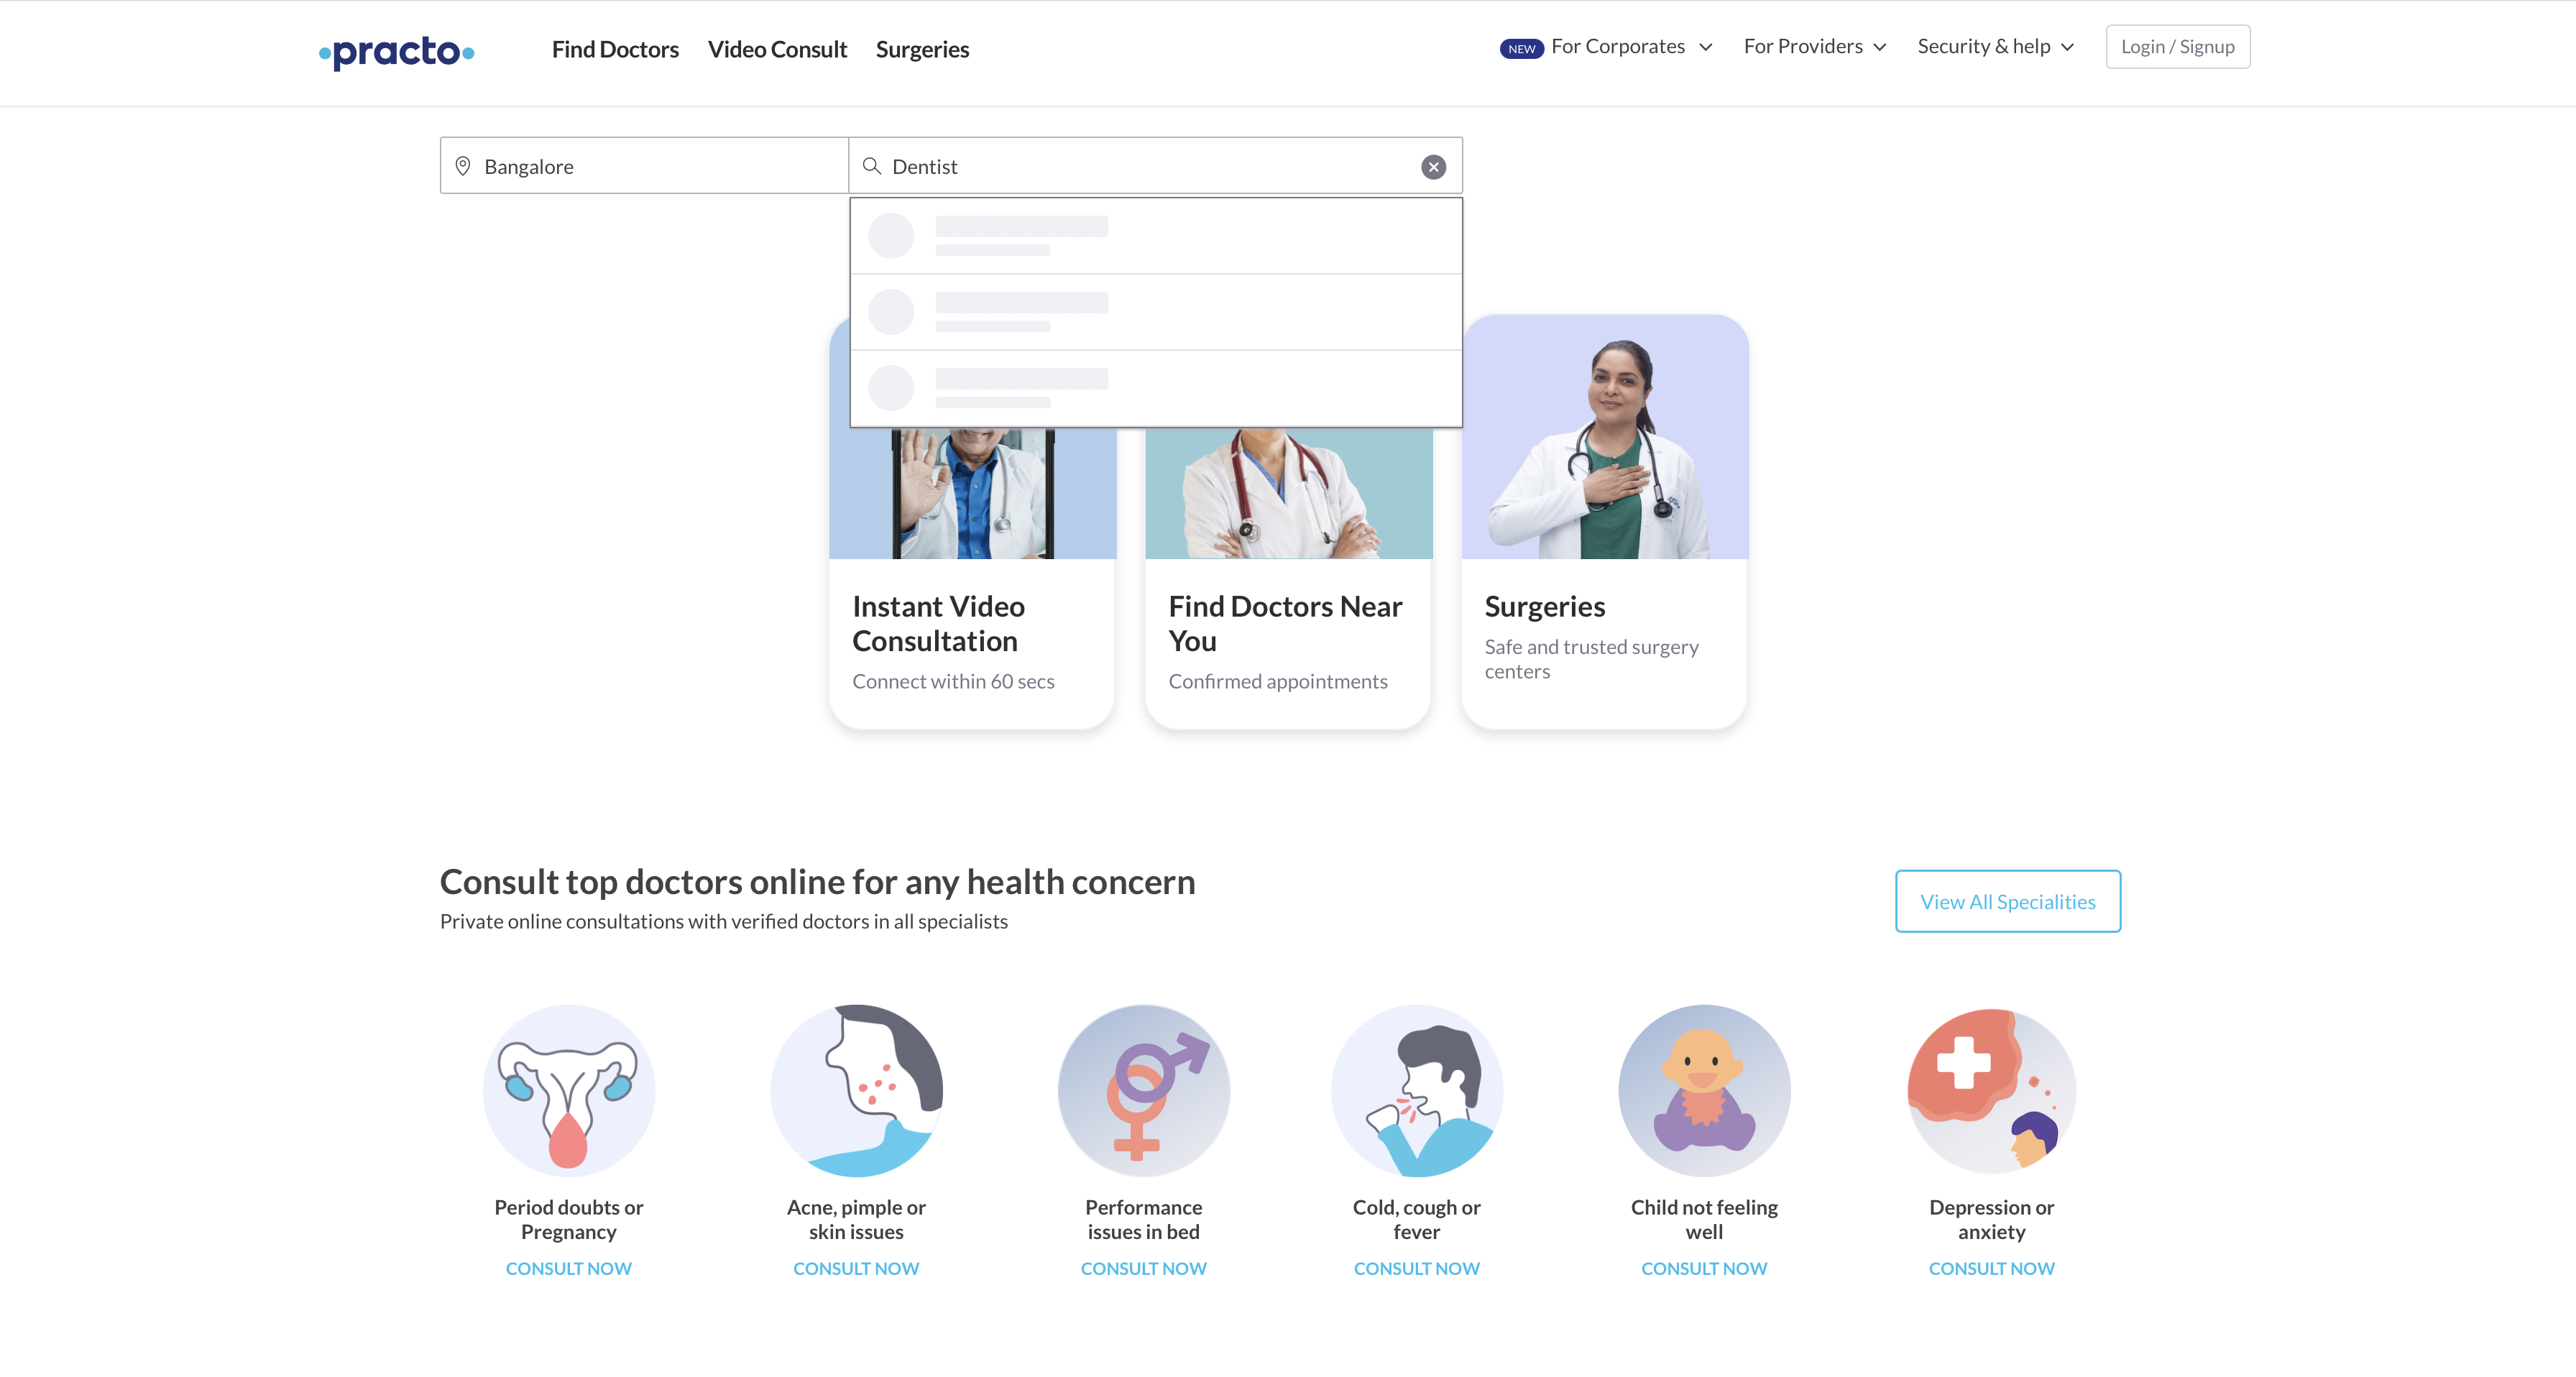 practo
Find Doctors Video Consult Surgeries
NEW For Corporates For Providers Security & help Login / Signup
Bangalore
Dentist
Instant Video
Consultation
Connect within 60 secs
Find Doctors Near
You
Confirmed appointments
Surgeries
Safe and trusted surgery
centers
Consult top doctors online for any health concern
Private online consultations with verified doctors in all specialists
View All Specialities
Period doubts or
Pregnancy
CONSULT NOW
Acne, pimple or
skin issues
CONSULT NOW
Performance
issues in bed
CONSULT NOW
Cold, cough or
fever
CONSULT NOW
Child not feeling
well
CONSULT NOW
Depression or
anxiety
CONSULT NOW